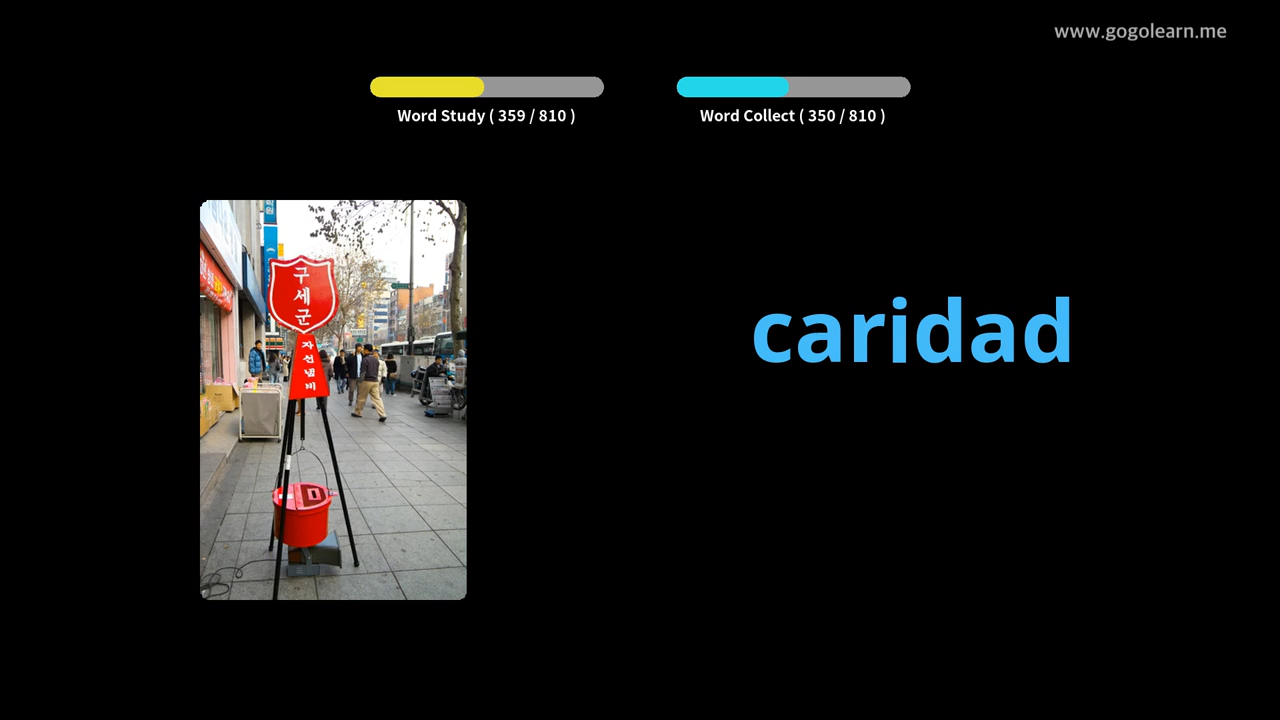 www.gogolearn.me
Word Study ( 359 / 810 )
Word Collect ( 350 / 810 )
구
세
군
자
선
냄
비
caridad